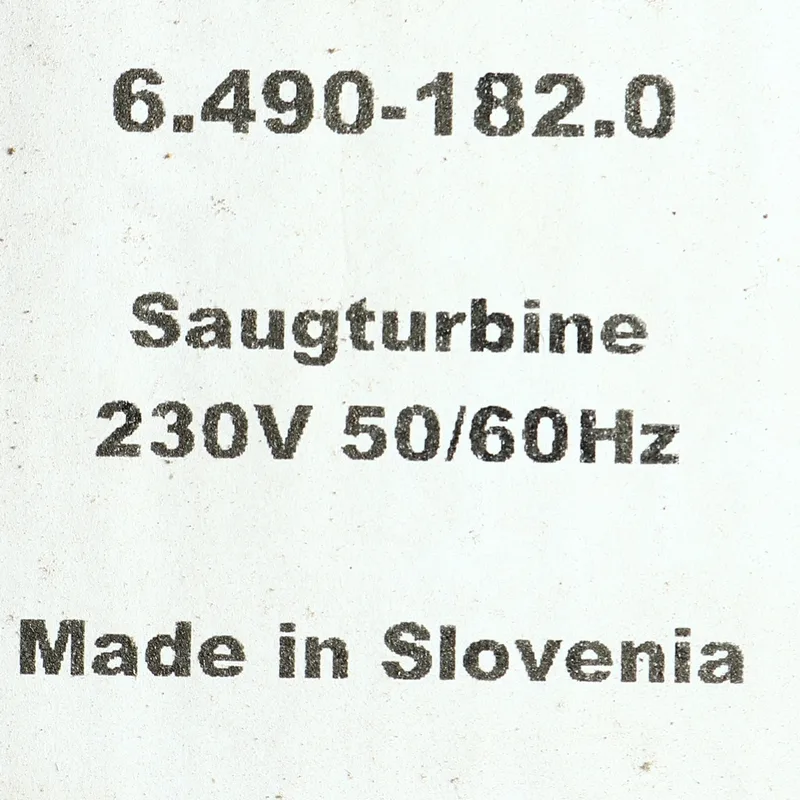 6.490-182.0
Saugturbine
230V 50/60Hz
Made in Slovenia